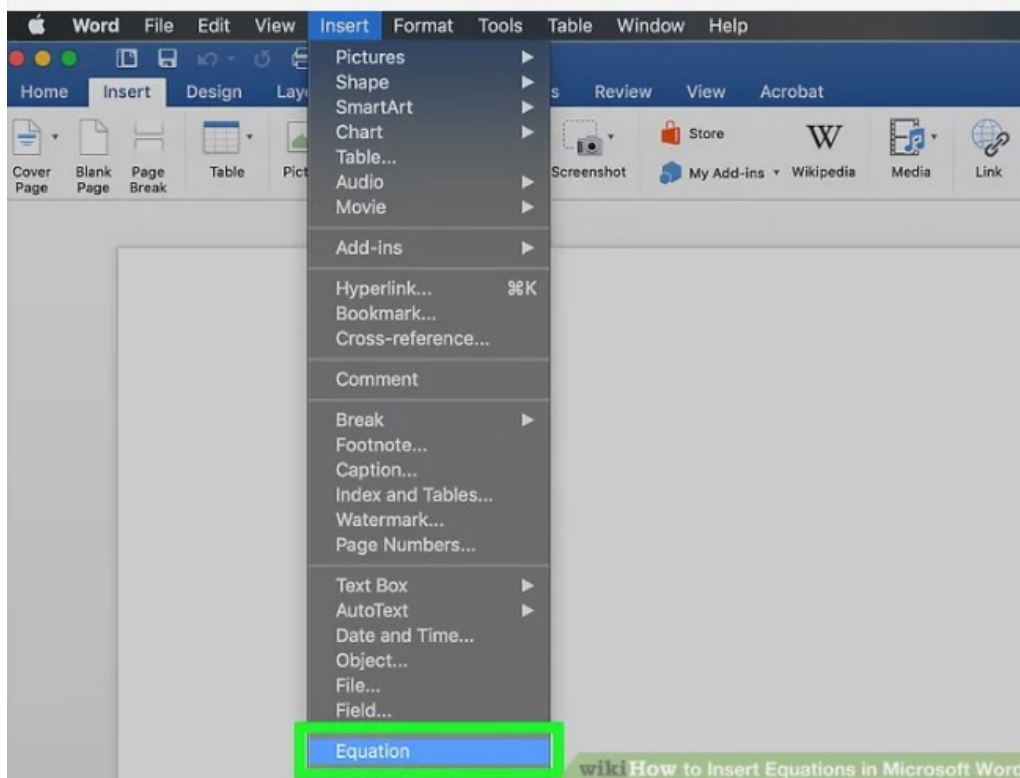 Word File Edit View Insert Format Tools Table Window Help
Home Insert Design Lay s Review View Acrobat
Cover Page
Blank Page
Page Break
Table
Pict
Screenshot
Store
My Add-ins
W
Wikipedia
Media
Link
Pictures
Shape
SmartArt
Chart
Table...
Audio
Movie
Add-ins
Hyperlink... ⌘K
Bookmark...
Cross-reference...
Comment
Break
Footnote...
Caption...
Index and Tables...
Watermark...
Page Numbers...
Text Box
AutoText
Date and Time...
Object...
File...
Field...
Equation
wikiHow to Insert Equations in Microsoft Word